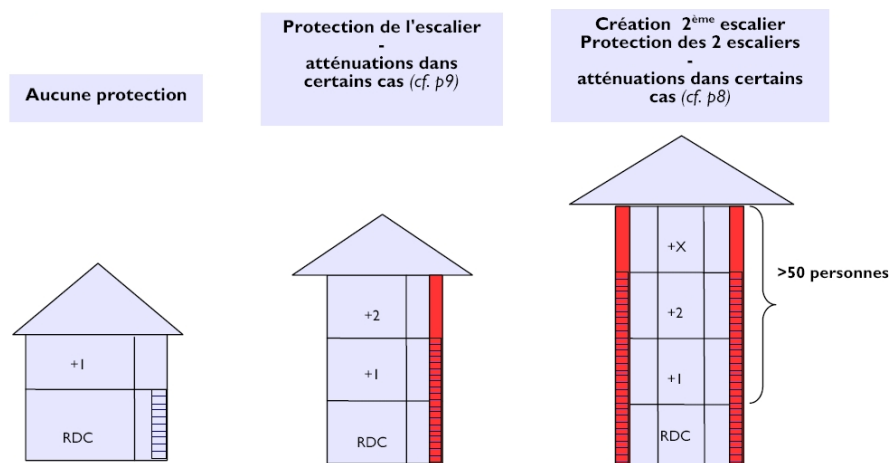 Aucune protection
Protection de l'escalier
-
atténuations dans
certains cas (cf. p9)
Création 2ème escalier
Protection des 2 escaliers
-
atténuations dans certains
cas (cf. p8)
+1
RDC
+2
+1
RDC
+X
+2
+1
RDC
>50 personnes